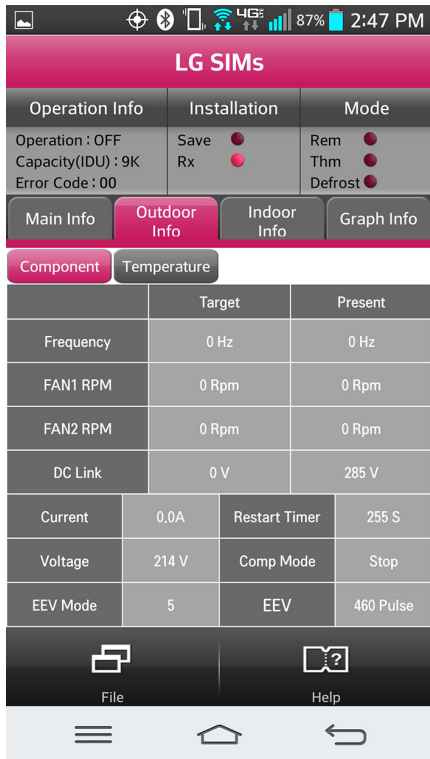 4G 87% 2:47 PM
LG SIMs
Operation Info Installation Mode
Operation : OFF Save Rem
Capacity(IDU) : 9K Rx Thm
Error Code : 00 Defrost
Main Info Outdoor Info Indoor Info Graph Info
Component Temperature
Target Present
Frequency 0 Hz 0 Hz
FAN1 RPM 0 Rpm 0 Rpm
FAN2 RPM 0 Rpm 0 Rpm
DC Link 0 V 285 V
Current 0.0A Restart Timer 255 S
Voltage 214 V Comp Mode Stop
EEV Mode 5 EEV 460 Pulse
?
File Help